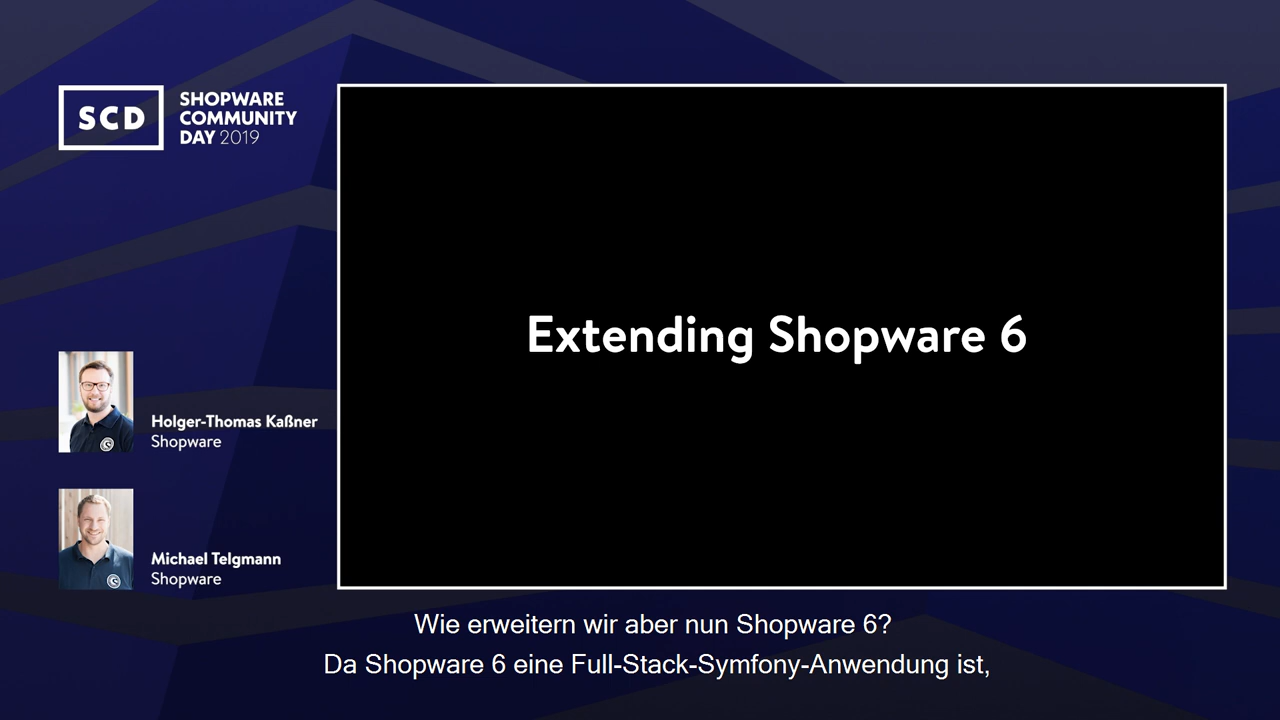 SCD
SHOPWARE
COMMUNITY
DAY 2019
Extending Shopware 6
Holger-Thomas Kaßner
Shopware
Michael Telgmann
Shopware
Wie erweitern wir aber nun Shopware 6?
Da Shopware 6 eine Full-Stack-Symfony-Anwendung ist,